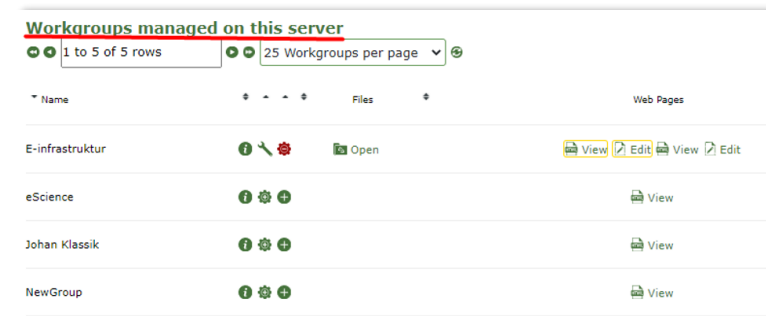 Workgroups managed on this server
1 to 5 of 5 rows 25 Workgroups per page
Name Files Web Pages
E-infrastruktur Open View Edit View Edit
eScience View
Johan Klassik View
NewGroup View